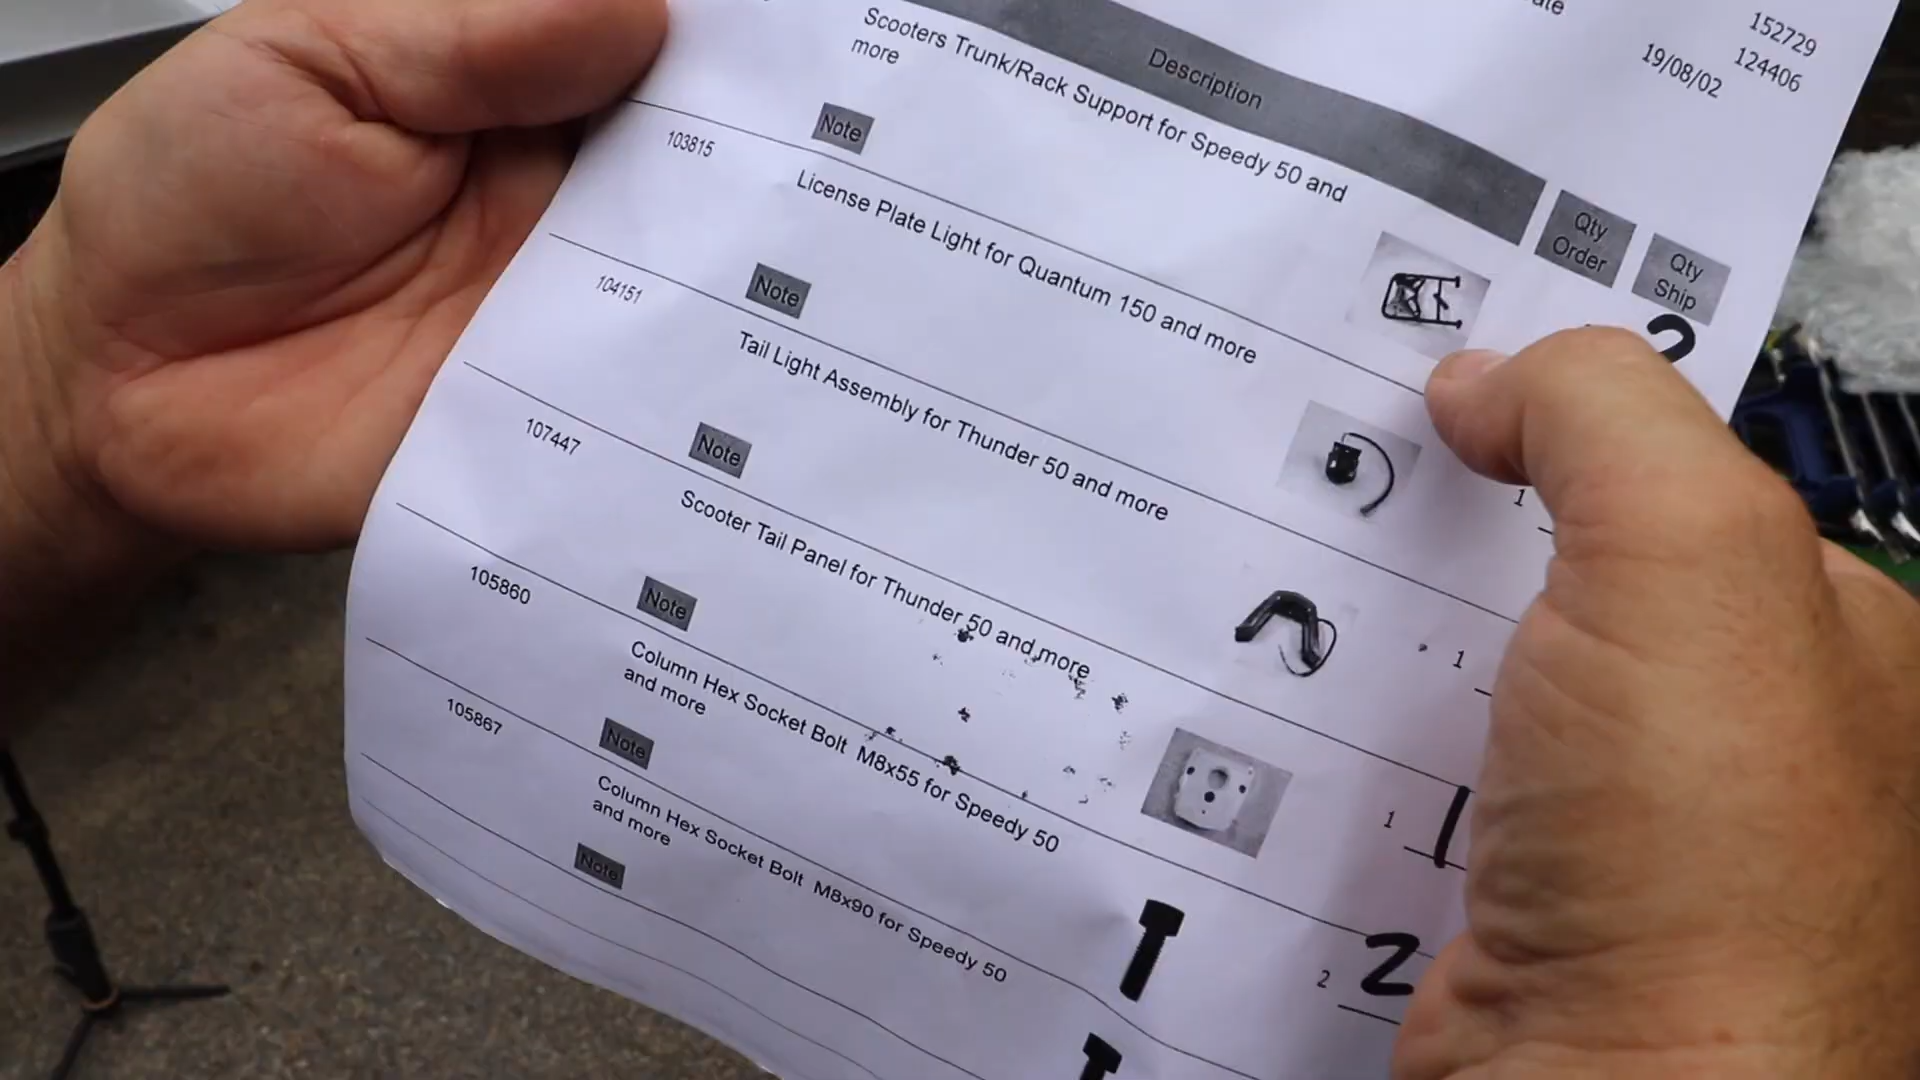 152729
124406
19/08/02
Description
Qty
Order
Qty
Ship
Scooters Trunk/Rack Support for Speedy 50 and
more
Note
2
103815
License Plate Light for Quantum 150 and more
Note
1
104151
Tail Light Assembly for Thunder 50 and more
Note
1
107447
Scooter Tail Panel for Thunder 50 and more
Note
1
1
105860
Column Hex Socket Bolt M8x55 for Speedy 50
and more
Note
2
2
105867
Column Hex Socket Bolt M8x90 for Speedy 50
and more
Note